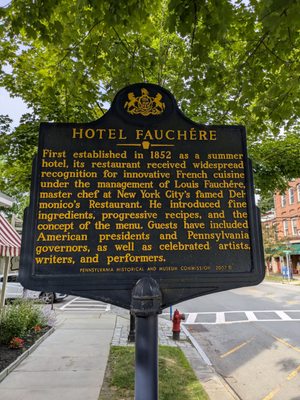 HOTEL FAUCHÉRE
First established in 1852 as a summer
hotel, its restaurant received widespread
recognition for innovative French cuisine
under the management of Louis Fauchére,
master chef at New York City's famed Del-
monico's Restaurant. He introduced fine
ingredients, progressive recipes, and the
concept of the menu. Guests have included
American presidents and Pennsylvania
governors, as well as celebrated artists,
writers, and performers.
PENNSYLVANIA HISTORICAL AND MUSEUM COMMISSION 2007 ©